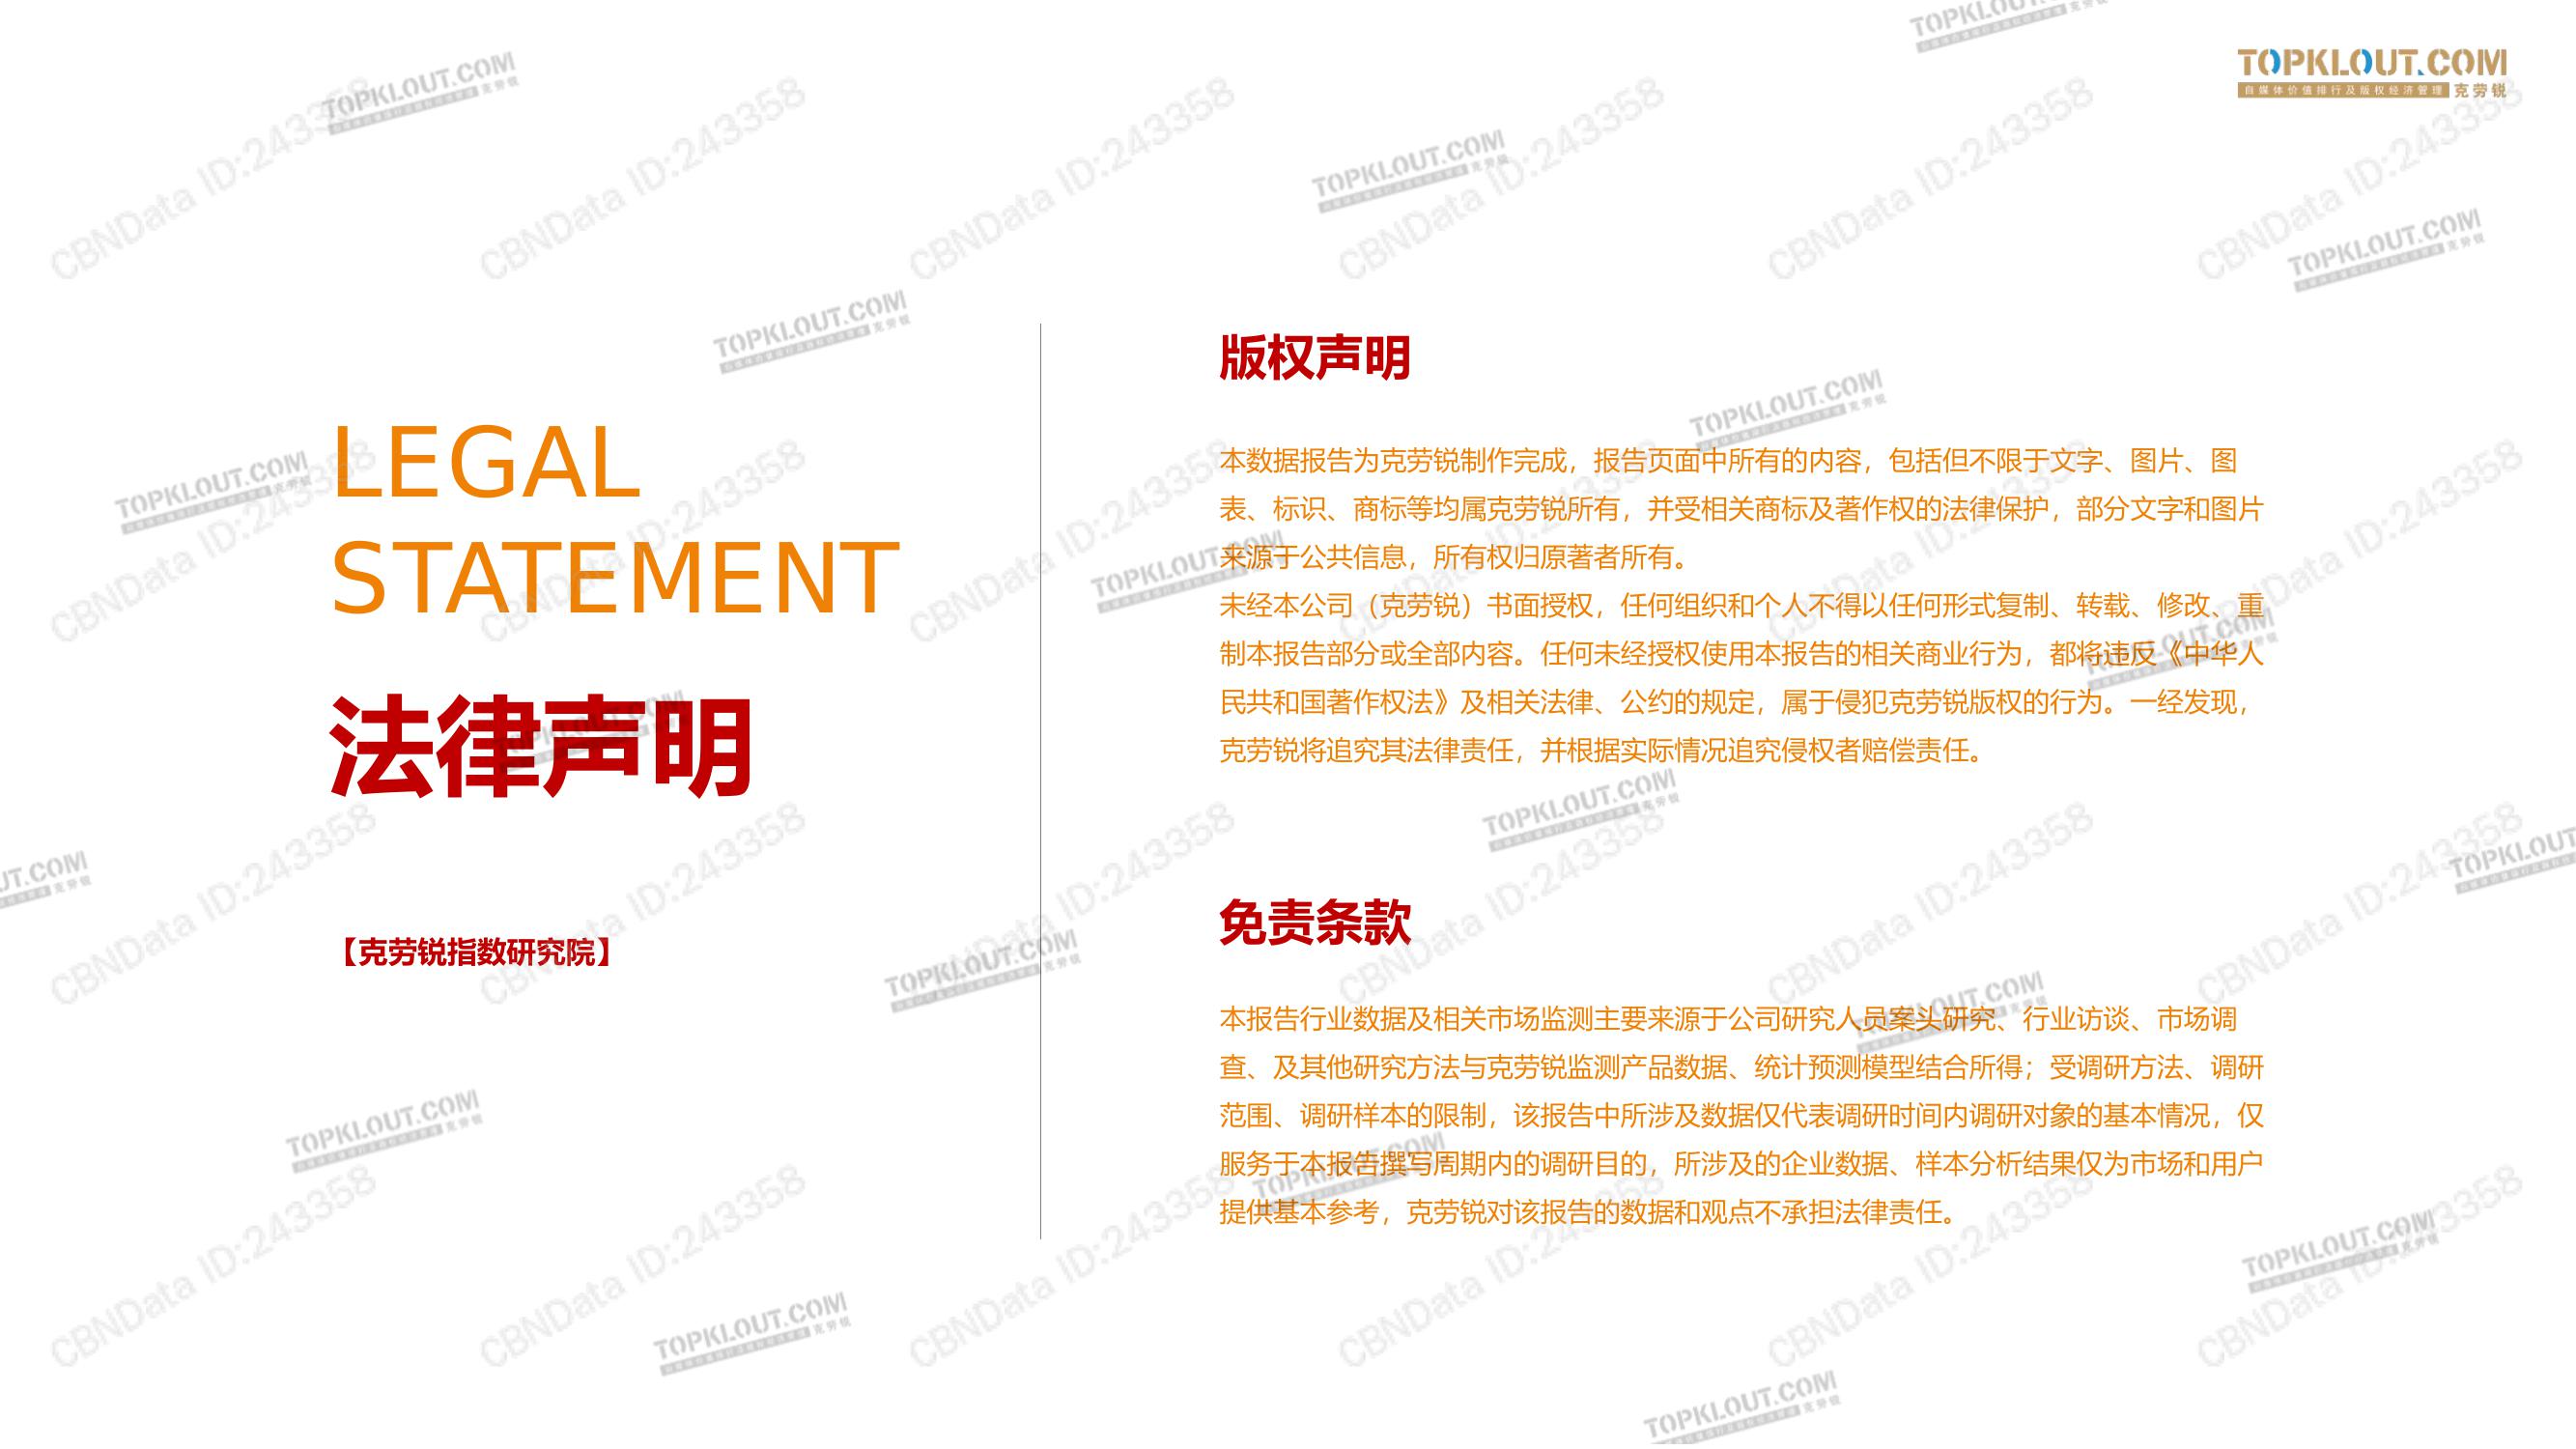 TOPKLOUT.COM
自媒体价值排行及版权经济管理 克劳锐
LEGAL
STATEMENT
法律声明
【克劳锐指数研究院】
版权声明
本数据报告为克劳锐制作完成，报告页面中所有的内容，包括但不限于文字、图片、图
表、标识、商标等均属克劳锐所有，并受相关商标及著作权的法律保护，部分文字和图片
来源于公共信息，所有权归原著者所有。
未经本公司（克劳锐）书面授权，任何组织和个人不得以任何形式复制、转载、修改、重
制本报告部分或全部内容。任何未经授权使用本报告的相关商业行为，都将违反《中华人
民共和国著作权法》及相关法律、公约的规定，属于侵犯克劳锐版权的行为。一经发现，
克劳锐将追究其法律责任，并根据实际情况追究侵权者赔偿责任。
免责条款
本报告行业数据及相关市场监测主要来源于公司研究人员案头研究、行业访谈、市场调
查、及其他研究方法与克劳锐监测产品数据、统计预测模型结合所得；受调研方法、调研
范围、调研样本的限制，该报告中所涉及数据仅代表调研时间内调研对象的基本情况，仅
服务于本报告撰写周期内的调研目的，所涉及的企业数据、样本分析结果仅为市场和用户
提供基本参考，克劳锐对该报告的数据和观点不承担法律责任。
CBNData ID:243358